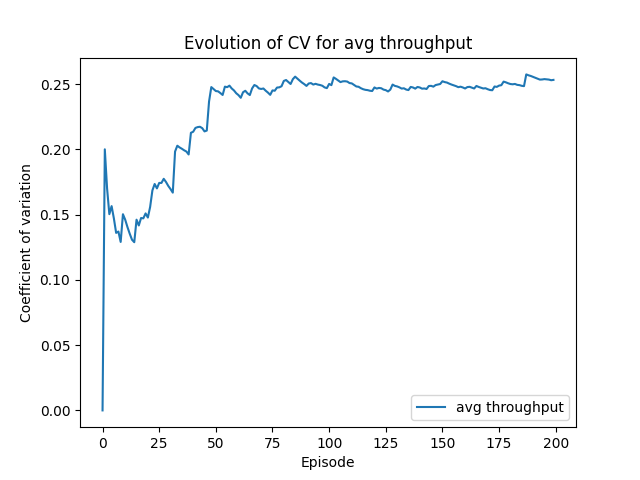 Evolution of CV for avg throughput
Coefficient of variation
0.25
0.20
0.15
0.10
0.05
0.00
avg throughput
0 25 50 75 100 125 150 175 200
Episode